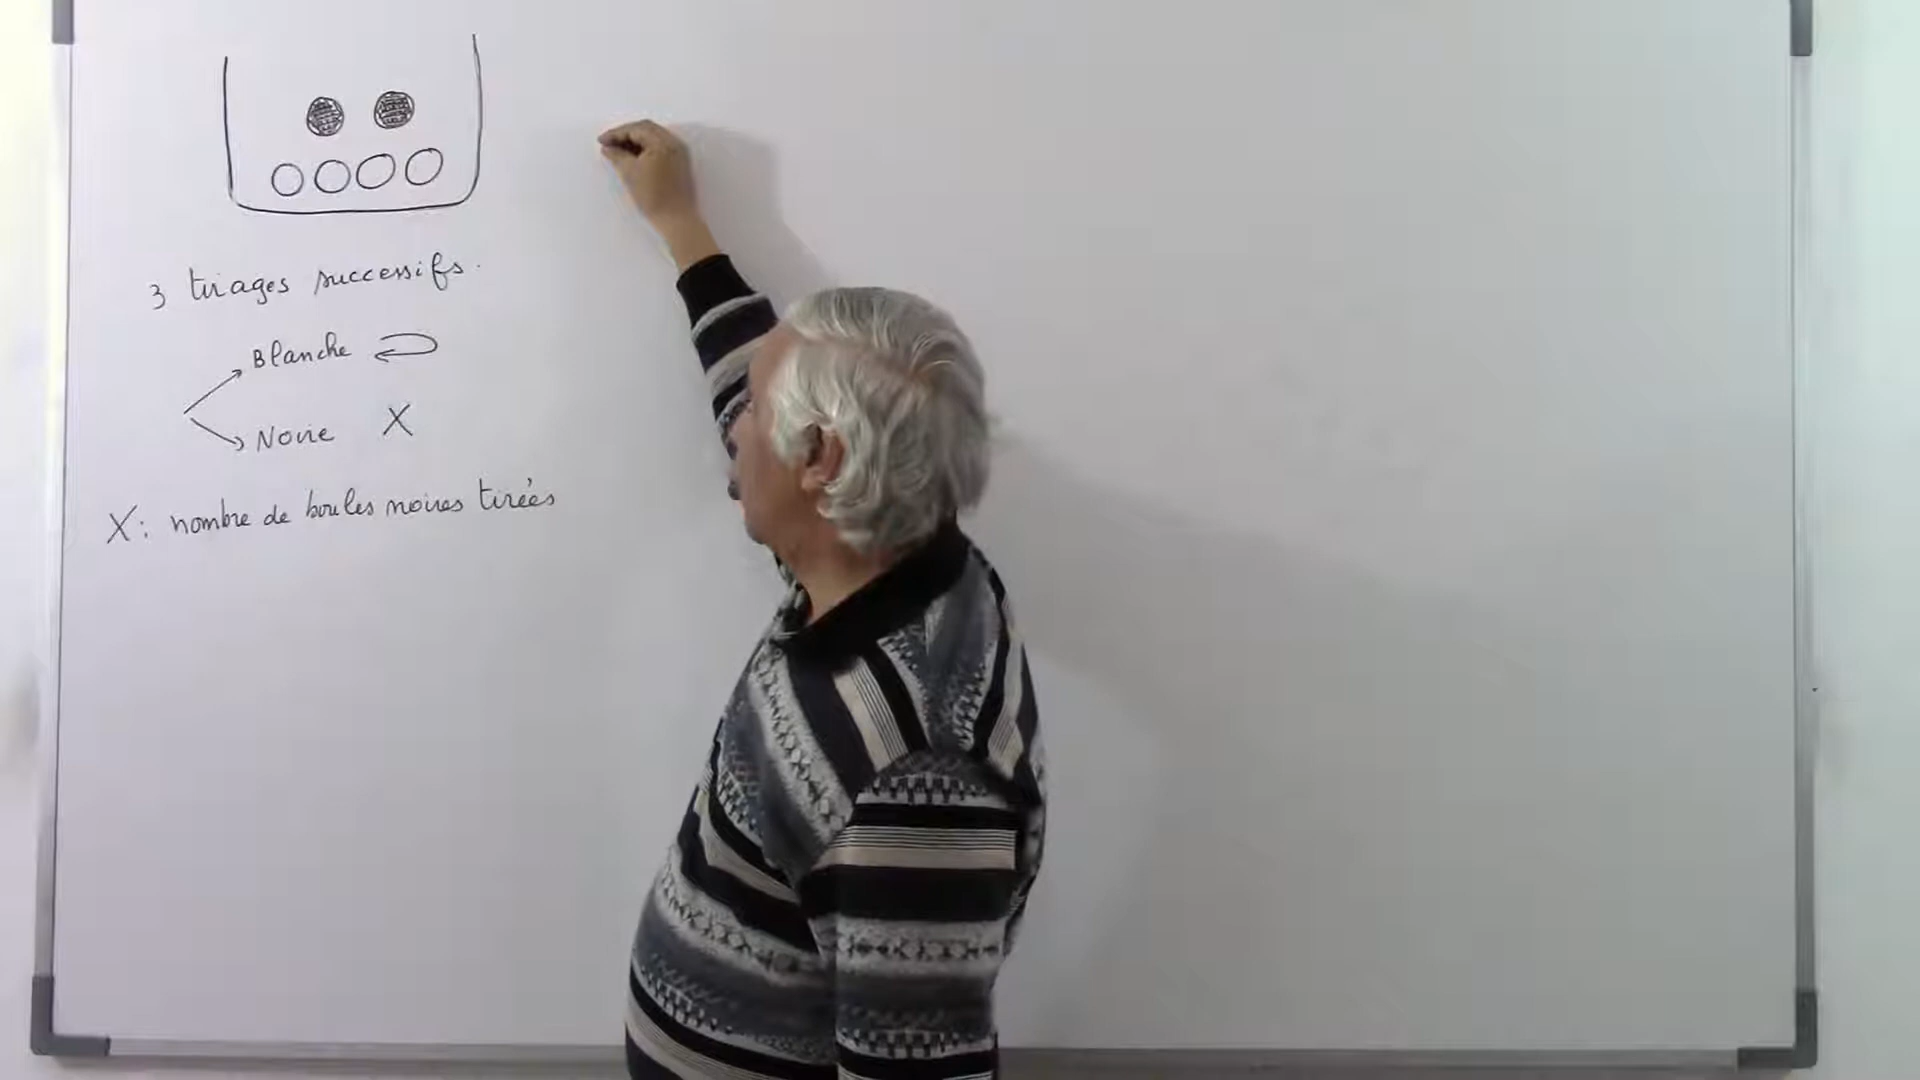 3 tirages successifs.
Blanche
Noire X
X: nombre de boules noires tirées